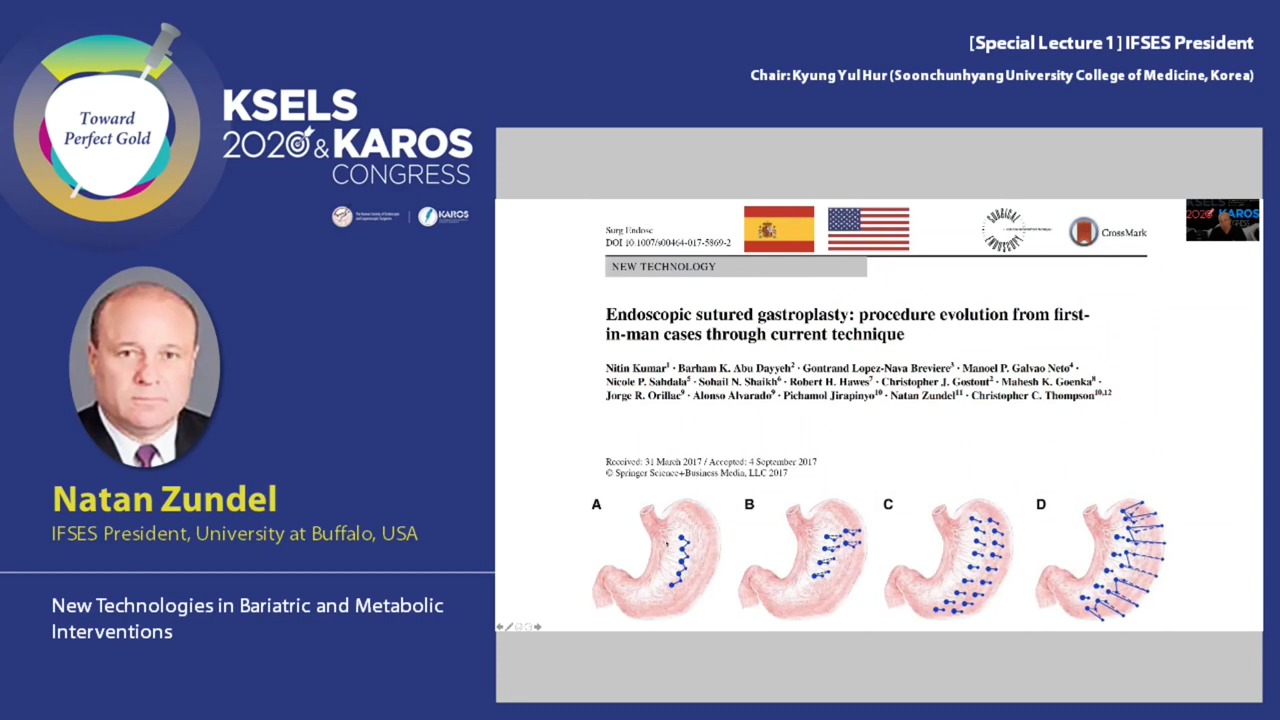 [Special Lecture 1] IFSES President
Chair: Kyung Yul Hur (Soonchunhyang University College of Medicine, Korea)
Toward
Perfect Gold
KSELS
2020 & KAROS
CONGRESS
KAROS
Natan Zundel
IFSES President, University at Buffalo, USA
New Technologies in Bariatric and Metabolic
Interventions
Surg Endosc
DOI 10.1007/s00464-017-5869-2
SURGICAL
ENDOSCOPY
CrossMark
NEW TECHNOLOGY
Endoscopic sutured gastroplasty: procedure evolution from first-
in-man cases through current technique
Nitin Kumar1 · Barham K. Abu Dayyeh2 · Gontrand Lopez-Nava Breviere3 · Manoel P. Galvao Neto4 ·
Nicole P. Sahdala5 · Sohail N. Shaikh6 · Robert H. Hawes7 · Christopher J. Gostout2 · Mahesh K. Goenka8 ·
Jorge R. Orillac9 · Alonso Alvarado9 · Pichamol Jirapinyo10 · Natan Zundel11 · Christopher C. Thompson10,12
Received: 31 March 2017 / Accepted: 4 September 2017
© Springer Science+Business Media, LLC 2017
A B C D